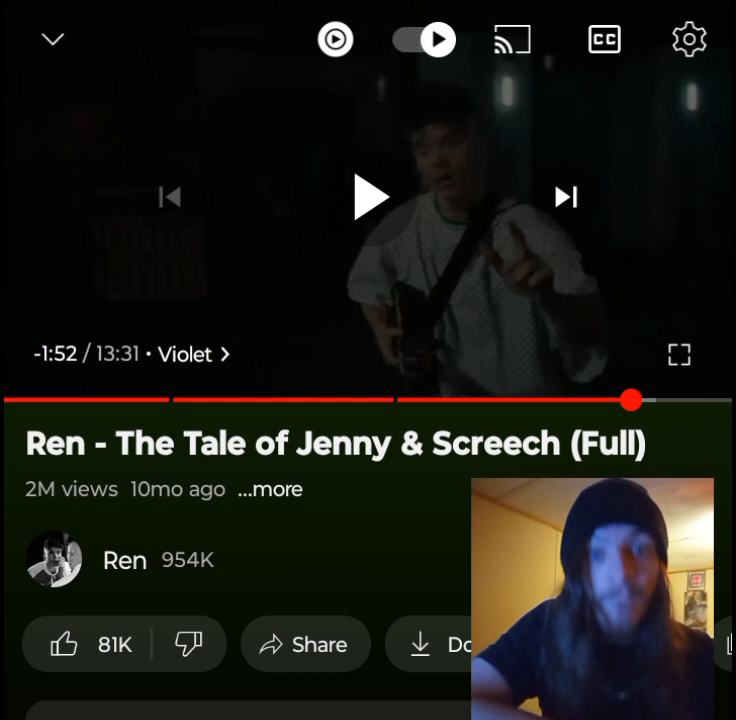 CC
-1:52 / 13:31 • Violet >
Ren - The Tale of Jenny & Screech (Full)
2M views 10mo ago ...more
Ren 954K
81K Share Do